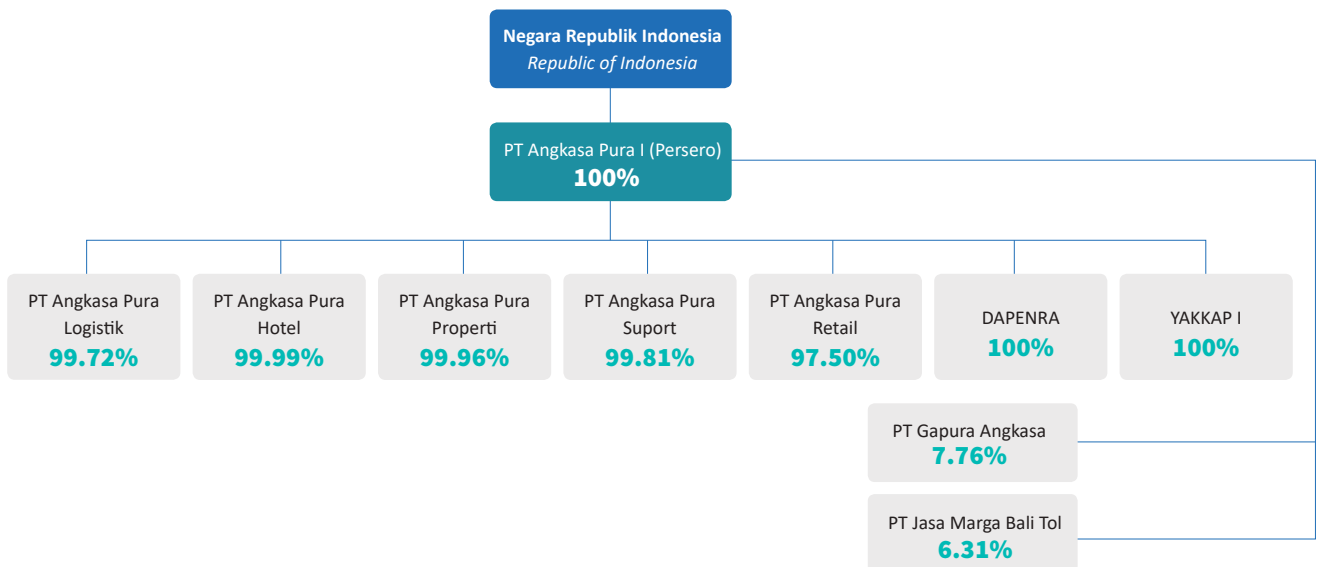 Negara Republik Indonesia
Republic of Indonesia
PT Angkasa Pura I (Persero)
100%
PT Angkasa Pura
Logistik
99.72%
PT Angkasa Pura
Hotel
99.99%
PT Angkasa Pura
Properti
99.96%
PT Angkasa Pura
Suport
99.81%
PT Angkasa Pura
Retail
97.50%
DAPENRA
100%
YAKKAP I
100%
PT Gapura Angkasa
7.76%
PT Jasa Marga Bali Tol
6.31%